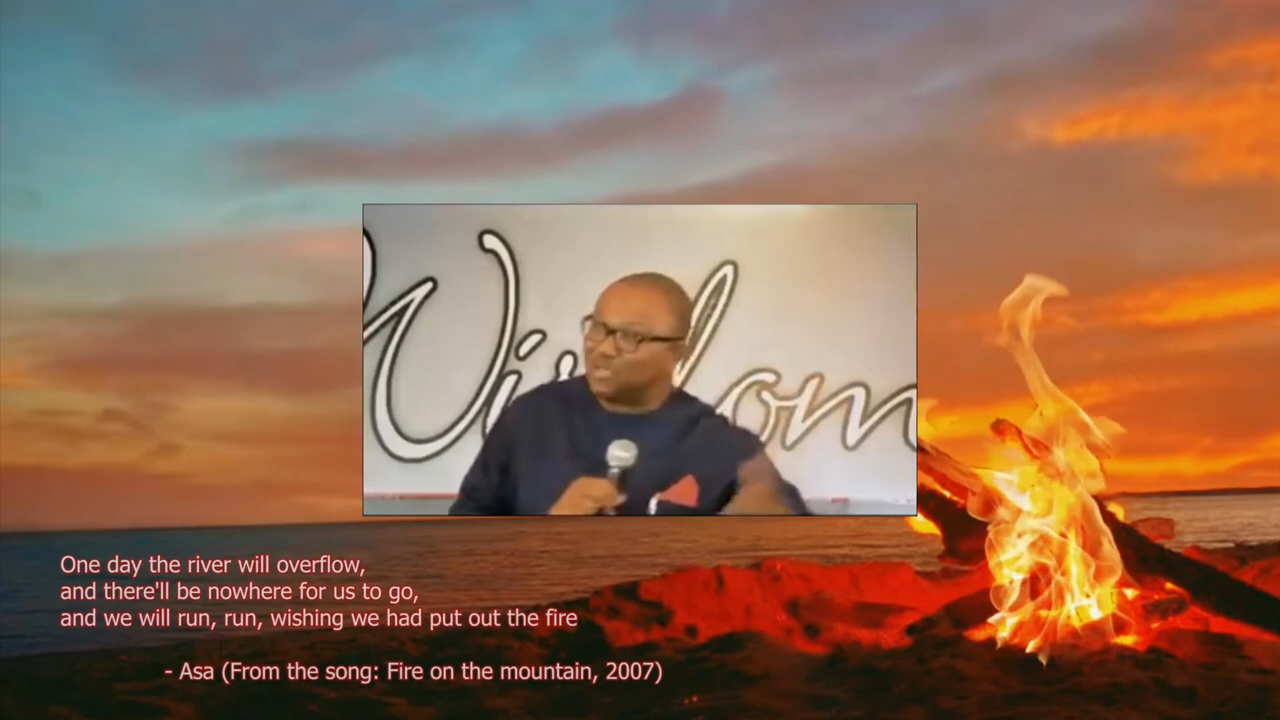 Wisdom
One day the river will overflow,
and there'll be nowhere for us to go,
and we will run, run, wishing we had put out the fire
- Asa (From the song: Fire on the mountain, 2007)